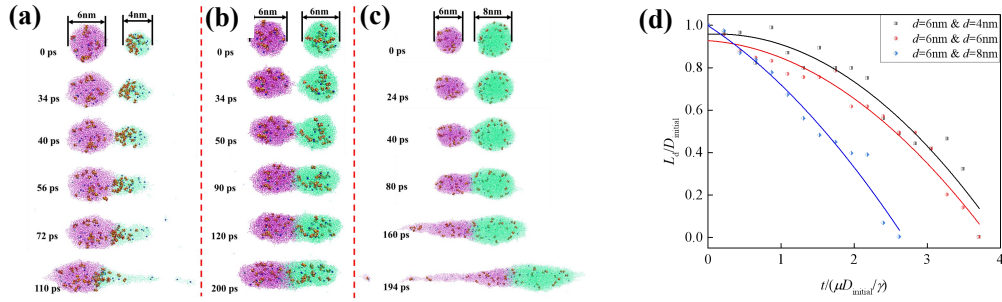 (a)
6nm
4nm
0 ps
34 ps
40 ps
56 ps
72 ps
110 ps
(b)
6nm
6nm
0 ps
34 ps
50 ps
90 ps
120 ps
200 ps
(c)
6nm
8nm
0 ps
24 ps
40 ps
80 ps
160 ps
194 ps
(d)
d=6nm & d=4nm
d=6nm & d=6nm
d=6nm & d=8nm
1.0
0.8
0.6
0.4
0.2
0.0
Ld/Dinitial
0 1 2 3 4
t/(μDinitial/γ)